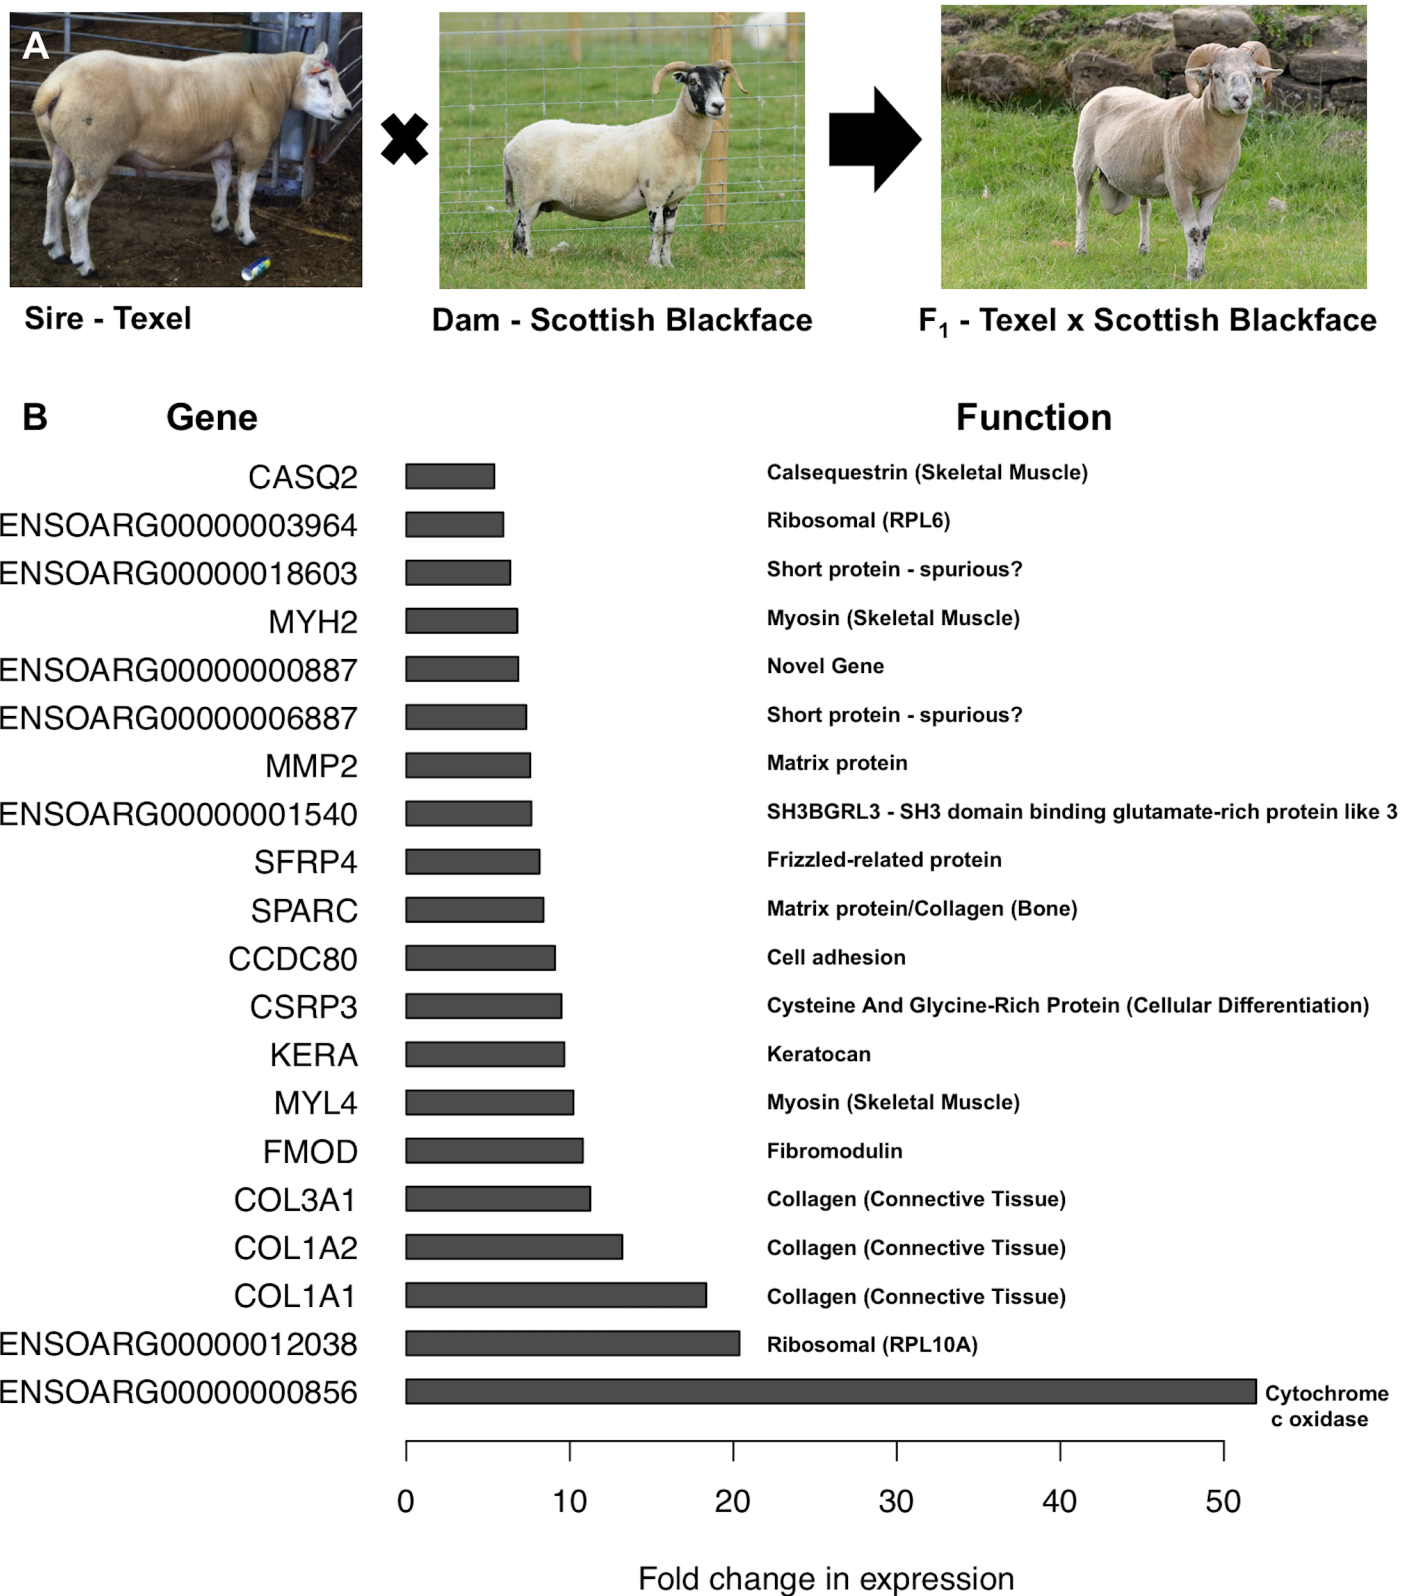 A
Sire - Texel
Dam - Scottish Blackface
F1 - Texel x Scottish Blackface
B Gene Function
CASQ2 Calsequestrin (Skeletal Muscle)
ENSOARG00000003964 Ribosomal (RPL6)
ENSOARG00000018603 Short protein - spurious?
MYH2 Myosin (Skeletal Muscle)
ENSOARG00000000887 Novel Gene
ENSOARG00000006887 Short protein - spurious?
MMP2 Matrix protein
ENSOARG00000001540 SH3BGRL3 - SH3 domain binding glutamate-rich protein like 3
SFRP4 Frizzled-related protein
SPARC Matrix protein/Collagen (Bone)
CCDC80 Cell adhesion
CSRP3 Cysteine And Glycine-Rich Protein (Cellular Differentiation)
KERA Keratocan
MYL4 Myosin (Skeletal Muscle)
FMOD Fibromodulin
COL3A1 Collagen (Connective Tissue)
COL1A2 Collagen (Connective Tissue)
COL1A1 Collagen (Connective Tissue)
ENSOARG00000012038 Ribosomal (RPL10A)
ENSOARG00000000856 Cytochrome
c oxidase
0 10 20 30 40 50
Fold change in expression